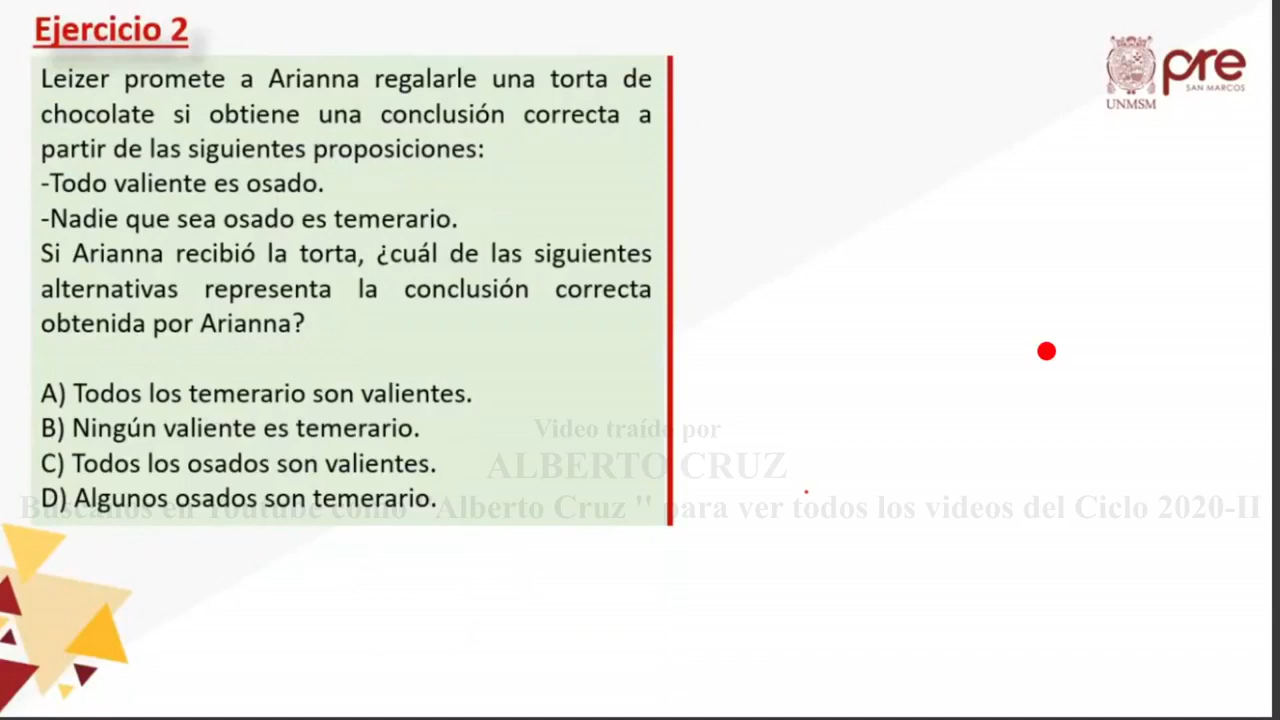 Ejercicio 2
Leizer promete a Arianna regalarle una torta de
chocolate si obtiene una conclusión correcta a
partir de las siguientes proposiciones:
-Todo valiente es osado.
-Nadie que sea osado es temerario.
Si Arianna recibió la torta, ¿cuál de las siguientes
alternativas representa la conclusión correcta
obtenida por Arianna?
A) Todos los temerario son valientes.
B) Ningún valiente es temerario.
C) Todos los osados son valientes.
D) Algunos osados son temerario.
UNMSM
pre
SAN MARCOS
Video traído por
ALBERTO CRUZ
Buscanos en Youtube como " Alberto Cruz " para ver todos los videos del Ciclo 2020-II